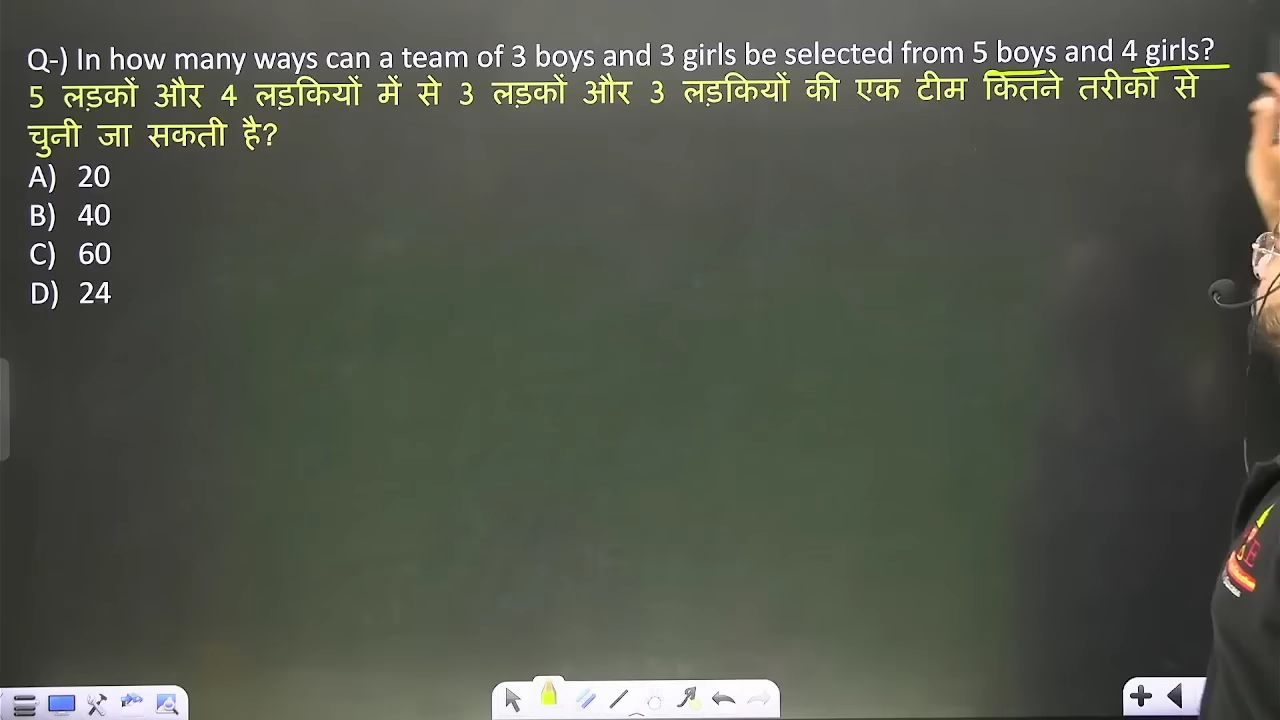 Q-) In how many ways can a team of 3 boys and 3 girls be selected from 5 boys and 4 girls?
5 लड़कों और 4 लड़कियों में से 3 लड़कों और 3 लड़कियों की एक टीम कितने तरीकों से
चुनी जा सकती है?
A) 20
B) 40
C) 60
D) 24